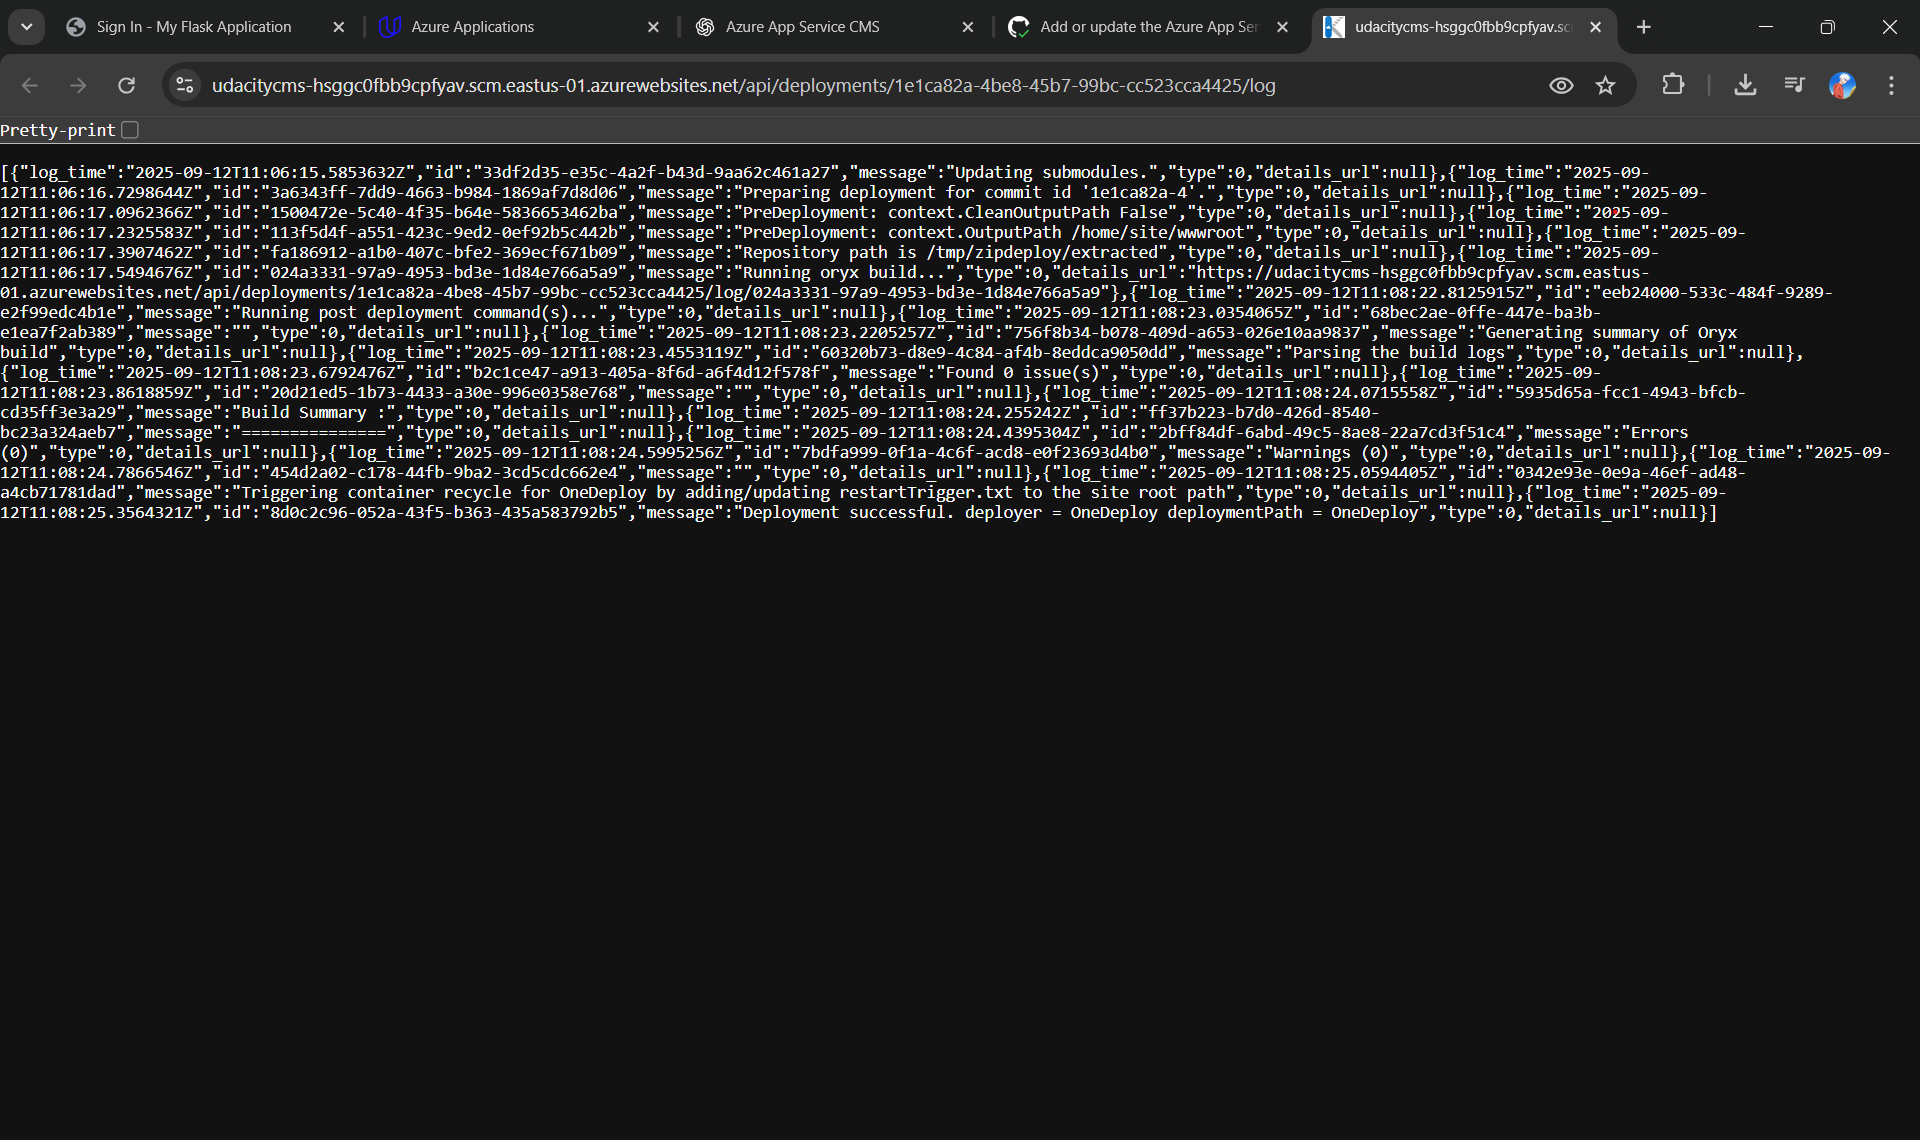 Sign In - My Flask Application
Azure Applications
Azure App Service CMS
Add or update the Azure App Ser
udacitycms-hsggc0fbb9cpfyav.sc
udacitycms-hsggc0fbb9cpfyav.scm.eastus-01.azurewebsites.net/api/deployments/1e1ca82a-4be8-45b7-99bc-cc523cca4425/log
Pretty-print
[{"log_time":"2025-09-12T11:06:15.5853632Z","id":"33df2d35-e35c-4a2f-b43d-9aa62c461a27","message":"Updating submodules.","type":0,"details_url":null},{"log_time":"2025-09-
12T11:06:16.7298644Z","id":"3a6343ff-7dd9-4663-b984-1869af7d8d06","message":"Preparing deployment for commit id '1e1ca82a-4'.","type":0,"details_url":null},{"log_time":"2025-09-
12T11:06:17.0962366Z","id":"1500472e-5c40-4f35-b64e-5836653462ba","message":"PreDeployment: context.CleanOutputPath False","type":0,"details_url":null},{"log_time":"2025-09-
12T11:06:17.2325583Z","id":"113f5d4f-a551-423c-9ed2-0ef92b5c442b","message":"PreDeployment: context.OutputPath /home/site/wwwroot","type":0,"details_url":null},{"log_time":"2025-09-
12T11:06:17.3907462Z","id":"fa186912-a1b0-407c-bfe2-369ecf671b09","message":"Repository path is /tmp/zipdeploy/extracted","type":0,"details_url":null},{"log_time":"2025-09-
12T11:06:17.5494676Z","id":"024a3331-97a9-4953-bd3e-1d84e766a5a9","message":"Running oryx build...","type":0,"details_url":"https://udacitycms-hsggc0fbb9cpfyav.scm.eastus-
01.azurewebsites.net/api/deployments/1e1ca82a-4be8-45b7-99bc-cc523cca4425/log/024a3331-97a9-4953-bd3e-1d84e766a5a9"},{"log_time":"2025-09-12T11:08:22.8125915Z","id":"eeb24000-533c-484f-9289-
e2f99edc4b1e","message":"Running post deployment command(s)...","type":0,"details_url":null},{"log_time":"2025-09-12T11:08:23.0354065Z","id":"68bec2ae-0ffe-447e-ba3b-
e1ea7f2ab389","message":"","type":0,"details_url":null},{"log_time":"2025-09-12T11:08:23.2205257Z","id":"756f8b34-b078-409d-a653-026e10aa9837","message":"Generating summary of Oryx
build","type":0,"details_url":null},{"log_time":"2025-09-12T11:08:23.4553119Z","id":"60320b73-d8e9-4c84-af4b-8eddca9050dd","message":"Parsing the build logs","type":0,"details_url":null},
{"log_time":"2025-09-12T11:08:23.6792476Z","id":"b2c1ce47-a913-405a-8f6d-a6f4d12f578f","message":"Found 0 issue(s)","type":0,"details_url":null},{"log_time":"2025-09-
12T11:08:23.8618859Z","id":"20d21ed5-1b73-4433-a30e-996e0358e768","message":"","type":0,"details_url":null},{"log_time":"2025-09-12T11:08:24.0715558Z","id":"5935d65a-fcc1-4943-bfcb-
cd35ff3e3a29","message":"Build Summary :","type":0,"details_url":null},{"log_time":"2025-09-12T11:08:24.255242Z","id":"ff37b223-b7d0-426d-8540-
bc23a324aeb7","message":"===============","type":0,"details_url":null},{"log_time":"2025-09-12T11:08:24.4395304Z","id":"2bff84df-6abd-49c5-8ae8-22a7cd3f51c4","message":"Errors
(0)","type":0,"details_url":null},{"log_time":"2025-09-12T11:08:24.5995256Z","id":"7bdfa999-0f1a-4c6f-acd8-e0f23693d4b0","message":"Warnings (0)","type":0,"details_url":null},{"log_time":"2025-09-
12T11:08:24.7866546Z","id":"454d2a02-c178-44fb-9ba2-3cd5cdc662e4","message":"","type":0,"details_url":null},{"log_time":"2025-09-12T11:08:25.0594405Z","id":"0342e93e-0e9a-46ef-ad48-
a4cb71781dad","message":"Triggering container recycle for OneDeploy by adding/updating restartTrigger.txt to the site root path","type":0,"details_url":null},{"log_time":"2025-09-
12T11:08:25.3564321Z","id":"8d0c2c96-052a-43f5-b363-435a583792b5","message":"Deployment successful. deployer = OneDeploy deploymentPath = OneDeploy","type":0,"details_url":null}]